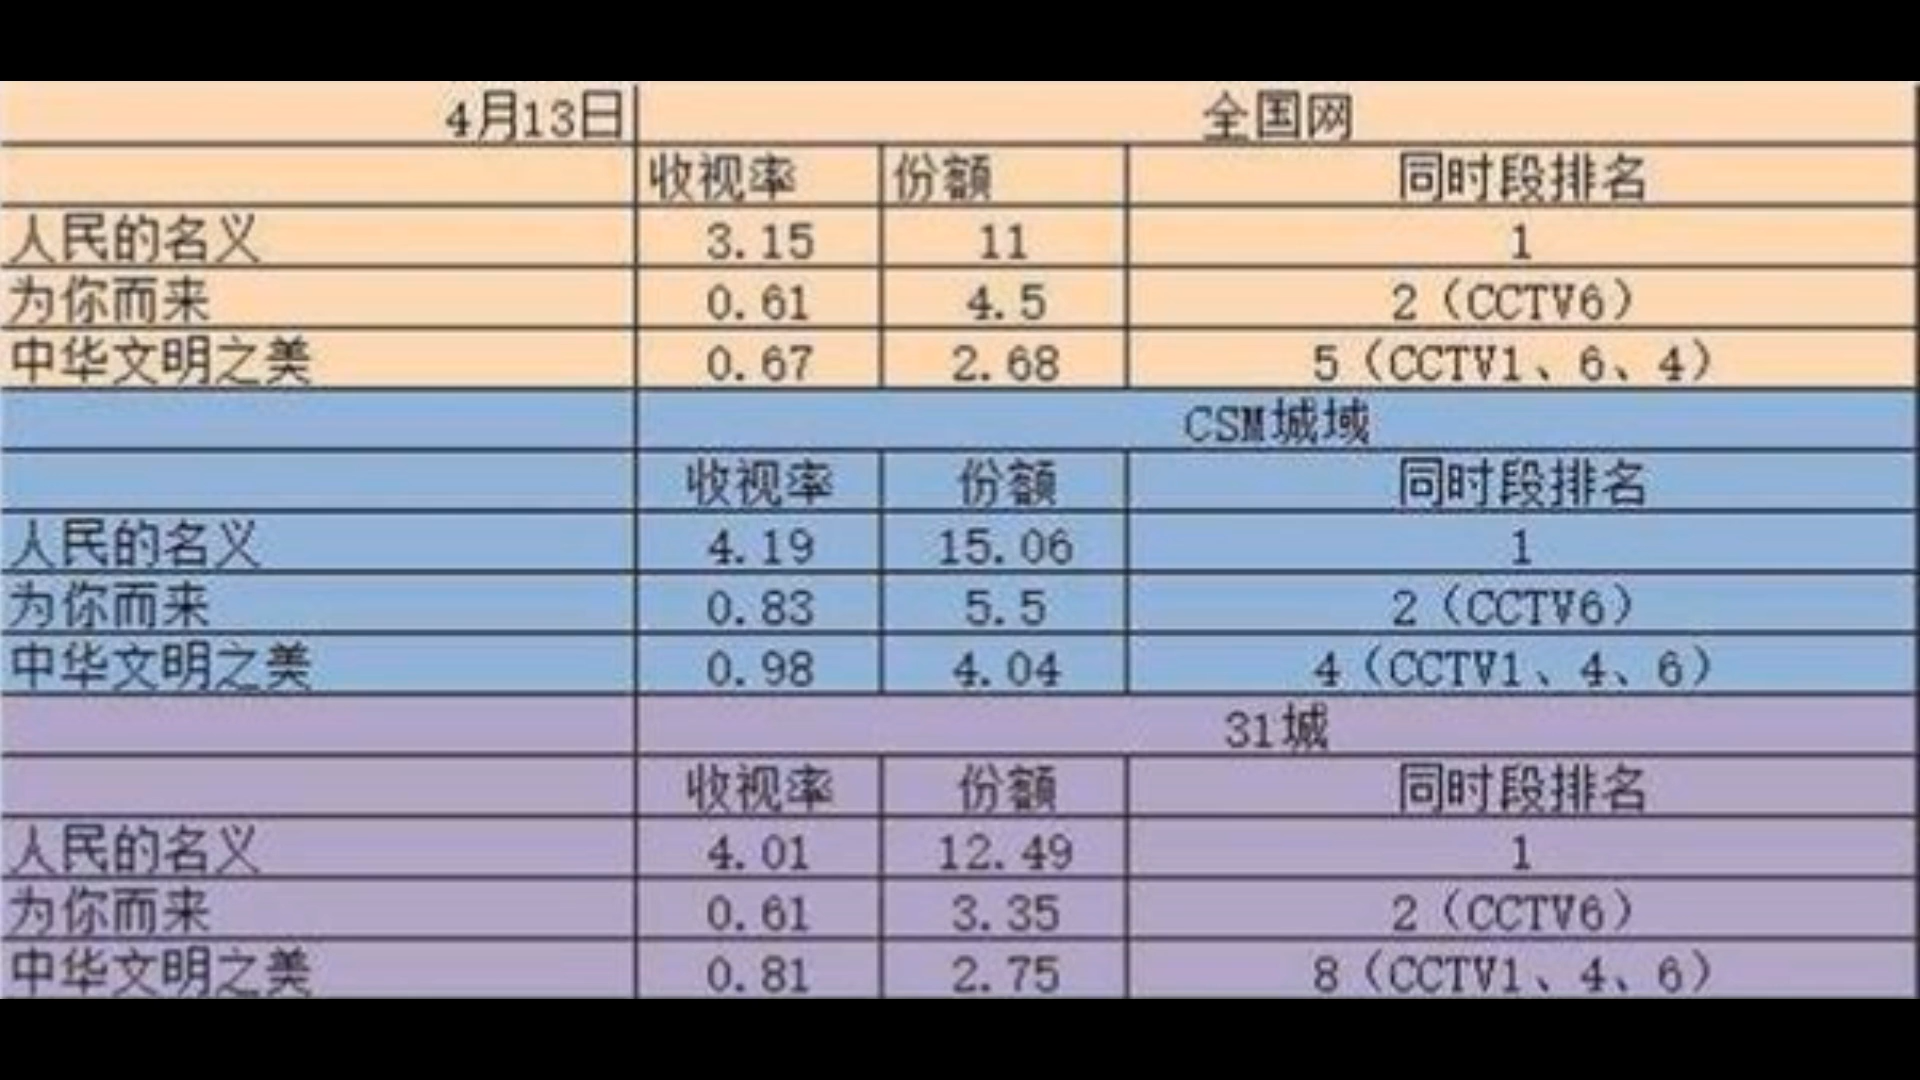 4月13日 全国网
收视率 份额 同时段排名
人民的名义 3.15 11 1
为你而来 0.61 4.5 2（CCTV6）
中华文明之美 0.67 2.68 5（CCTV1、6、4）
CSM城域
收视率 份额 同时段排名
人民的名义 4.19 15.06 1
为你而来 0.83 5.5 2（CCTV6）
中华文明之美 0.98 4.04 4（CCTV1、4、6）
31城
收视率 份额 同时段排名
人民的名义 4.01 12.49 1
为你而来 0.61 3.35 2（CCTV6）
中华文明之美 0.81 2.75 8（CCTV1、4、6）